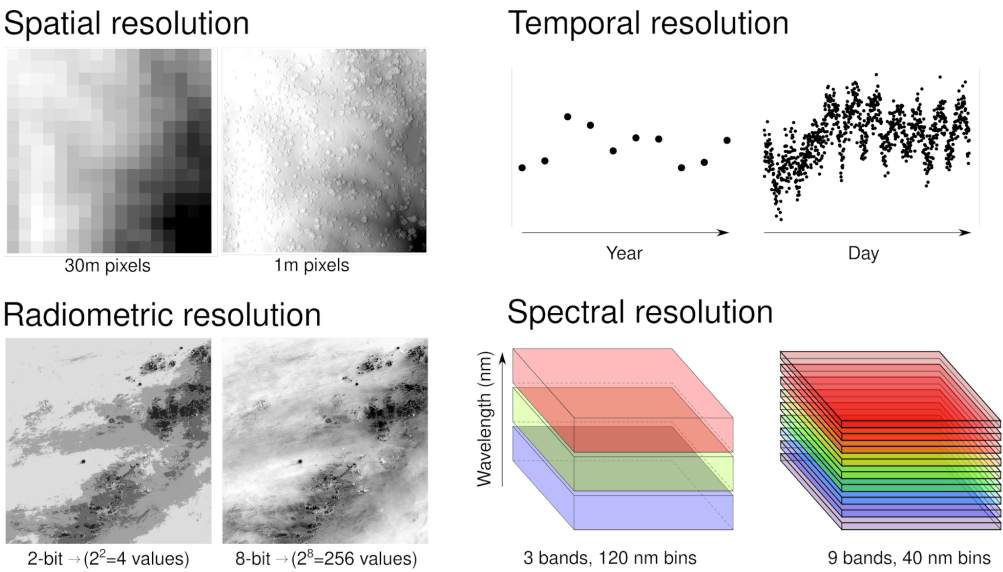 Spatial resolution
30m pixels
1m pixels
Temporal resolution
Year
Day
Radiometric resolution
2-bit → (2²=4 values)
8-bit → (2⁸=256 values)
Spectral resolution
Wavelength (nm)
3 bands, 120 nm bins
9 bands, 40 nm bins